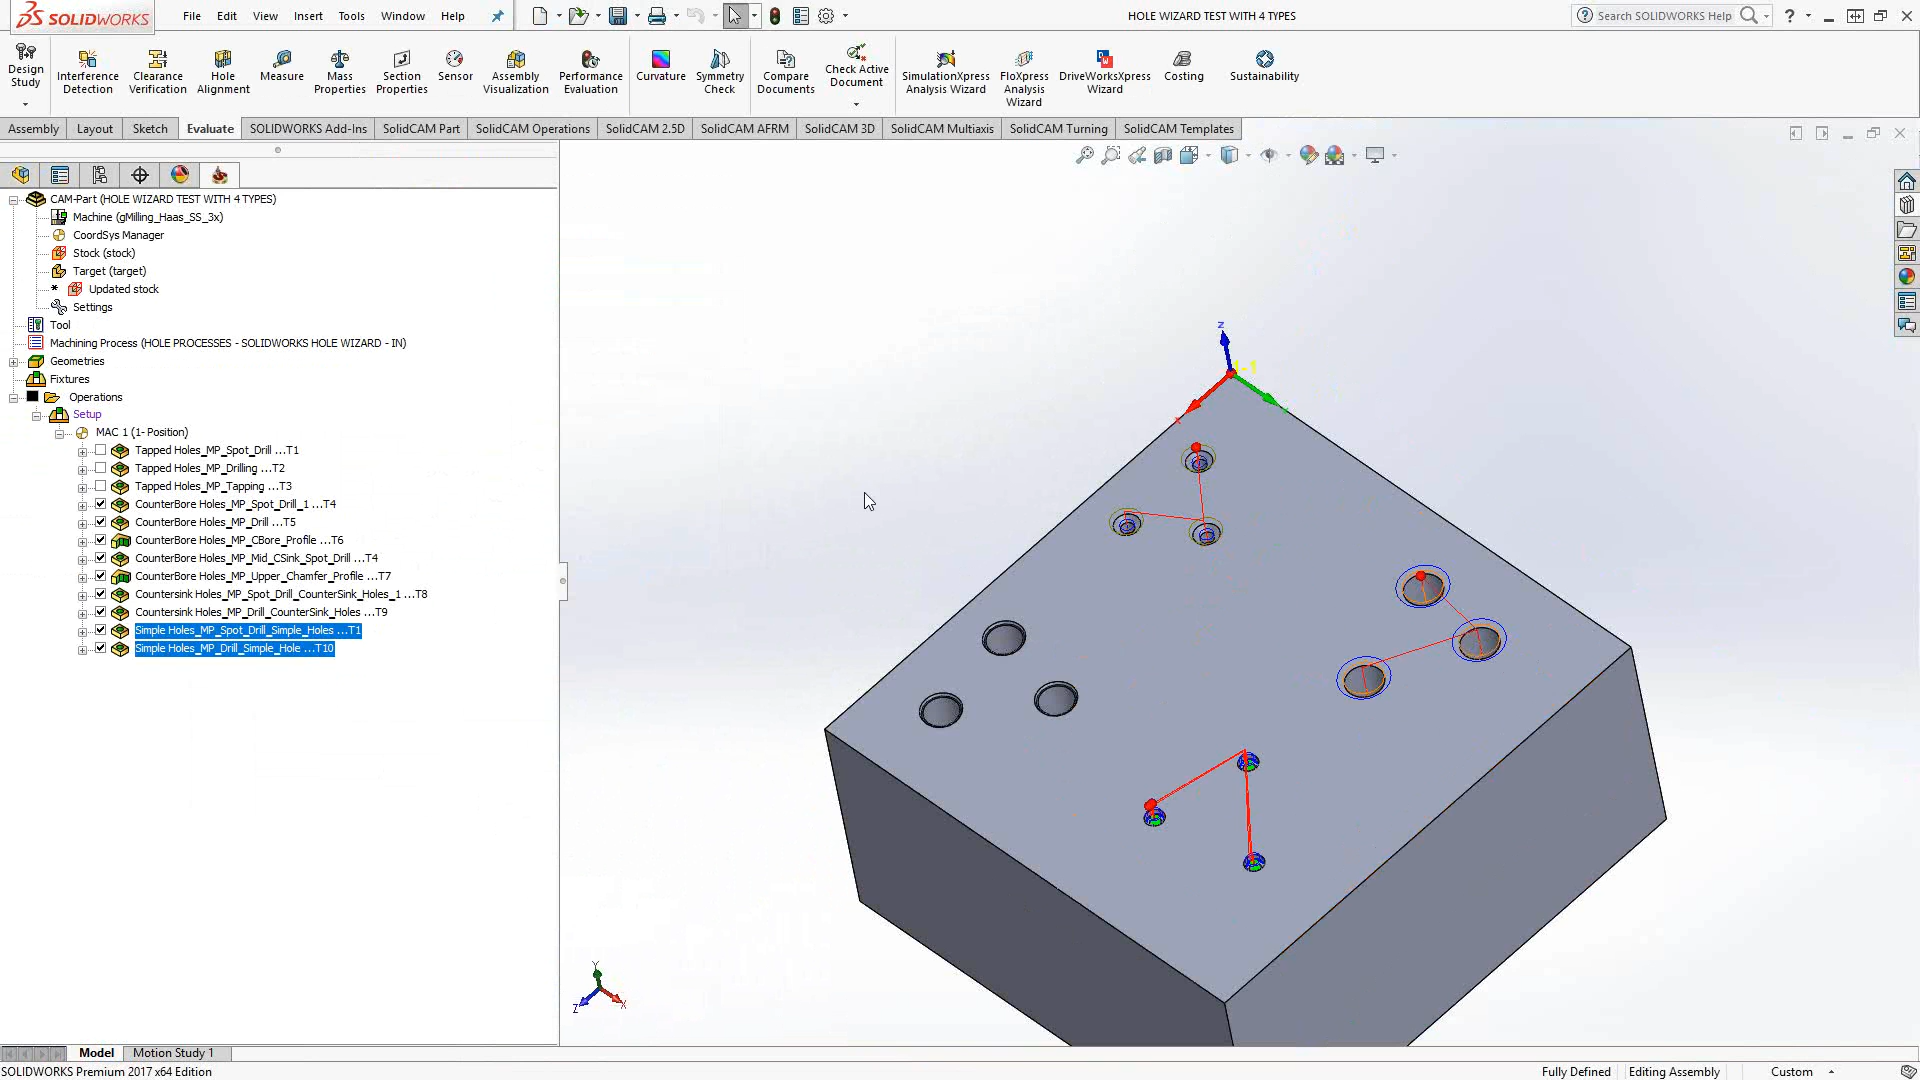 SOLIDWORKS File Edit View Insert Tools Window Help HOLE WIZARD TEST WITH 4 TYPES Search SOLIDWORKS Help
Design Study
Interference Detection
Clearance Verification
Hole Alignment
Measure
Mass Properties
Section Properties
Sensor
Assembly Visualization
Performance Evaluation
Curvature
Symmetry Check
Compare Documents
Check Active Document
SimulationXpress Analysis Wizard
FloXpress Analysis Wizard
DriveWorksXpress Wizard
Costing
Sustainability
Assembly Layout Sketch Evaluate SOLIDWORKS Add-Ins SolidCAM Part SolidCAM Operations SolidCAM 2.5D SolidCAM AFRM SolidCAM 3D SolidCAM Multiaxis SolidCAM Turning SolidCAM Templates
CAM-Part (HOLE WIZARD TEST WITH 4 TYPES)
Machine (gMilling_Haas_SS_3x)
CoordSys Manager
Stock (stock)
Target (target)
* Updated stock
Settings
Tool
Machining Process (HOLE PROCESSES - SOLIDWORKS HOLE WIZARD - IN)
Geometries
Fixtures
Operations
Setup
MAC 1 (1- Position)
Tapped Holes_MP_Spot_Drill ...T1
Tapped Holes_MP_Drilling ...T2
Tapped Holes_MP_Tapping ...T3
CounterBore Holes_MP_Spot_Drill_1 ...T4
CounterBore Holes_MP_Drill ...T5
CounterBore Holes_MP_CBore_Profile ...T6
CounterBore Holes_MP_Mid_CSink_Spot_Drill ...T4
CounterBore Holes_MP_Upper_Chamfer_Profile ...T7
Countersink Holes_MP_Spot_Drill_CounterSink_Holes_1 ...T8
Countersink Holes_MP_Drill_CounterSink_Holes ...T9
Simple Holes_MP_Spot_Drill_Simple_Holes ...T1
Simple Holes_MP_Drill_Simple_Hole ...T10
Z
1-1
X
Y
Z
X
Model Motion Study 1
SOLIDWORKS Premium 2017 x64 Edition Fully Defined Editing Assembly Custom